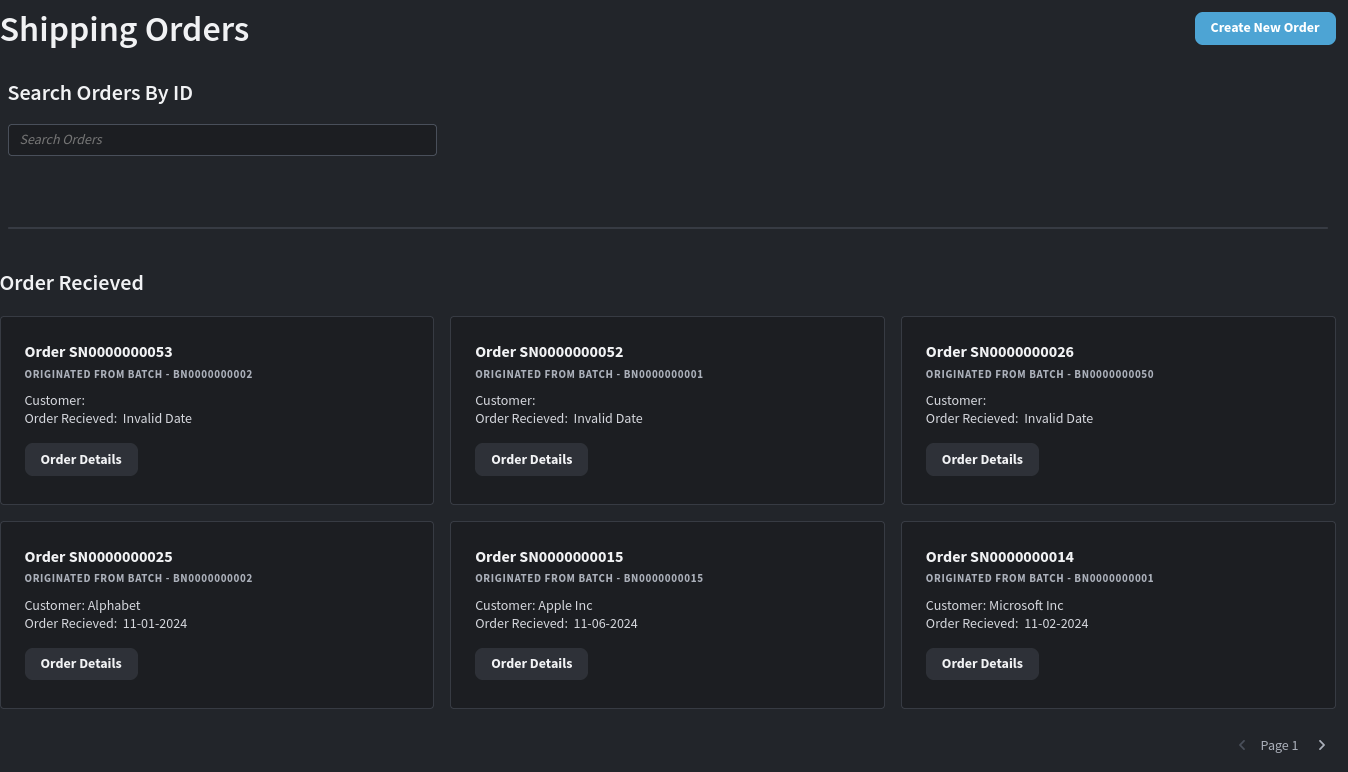 Shipping Orders
Create New Order
Search Orders By ID
Search Orders
Order Recieved
Order SN0000000053
ORIGINATED FROM BATCH - BN0000000002
Customer:
Order Recieved: Invalid Date
Order Details
Order SN0000000052
ORIGINATED FROM BATCH - BN0000000001
Customer:
Order Recieved: Invalid Date
Order Details
Order SN0000000026
ORIGINATED FROM BATCH - BN0000000050
Customer:
Order Recieved: Invalid Date
Order Details
Order SN0000000025
ORIGINATED FROM BATCH - BN0000000002
Customer: Alphabet
Order Recieved: 11-01-2024
Order Details
Order SN0000000015
ORIGINATED FROM BATCH - BN0000000015
Customer: Apple Inc
Order Recieved: 11-06-2024
Order Details
Order SN0000000014
ORIGINATED FROM BATCH - BN0000000001
Customer: Microsoft Inc
Order Recieved: 11-02-2024
Order Details
Page 1